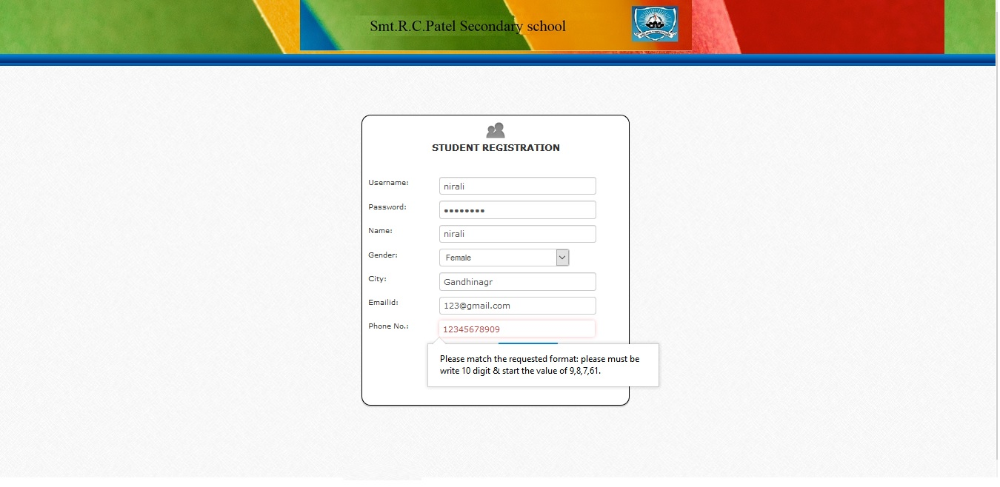 Smt.R.C.Patel Secondary school
STUDENT REGISTRATION
Username: nirali
Password: ••••••••
Name: nirali
Gender: Female
City: Gandhinagr
Emailid: 123@gmail.com
Phone No.: 12345678909
Please match the requested format: please must be
write 10 digit & start the value of 9,8,7,61.